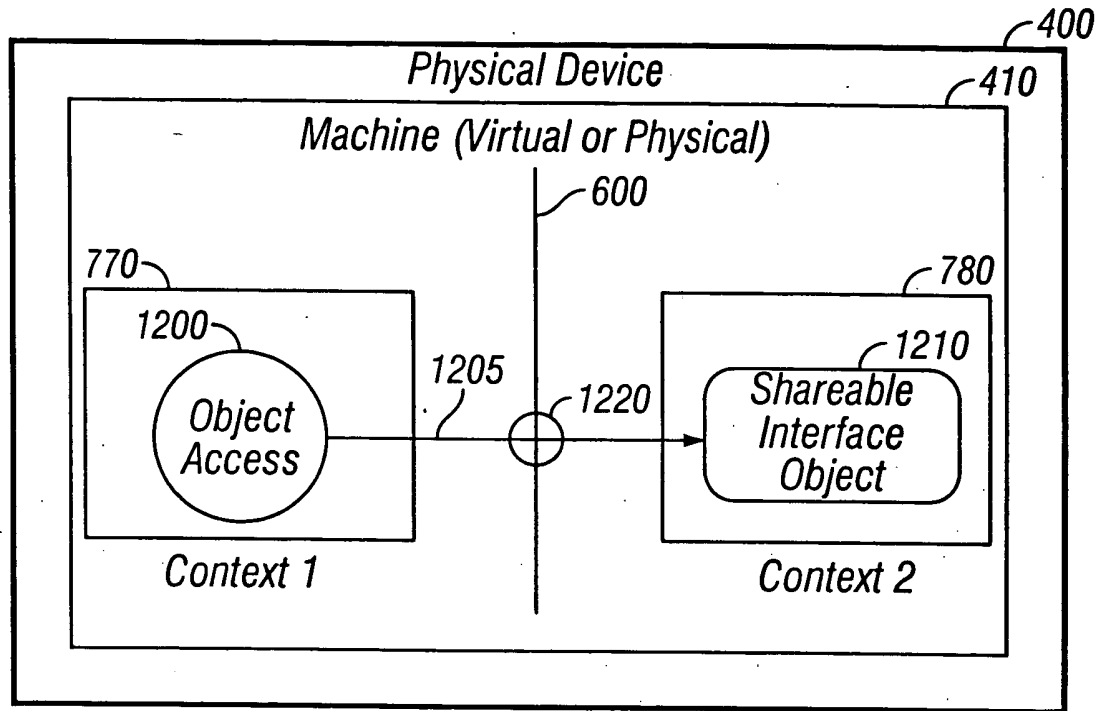 400
Physical Device
410
Machine (Virtual or Physical)
600
770
780
1200
1205
1220
1210
Object
Access
Shareable
Interface
Object
Context 1
Context 2